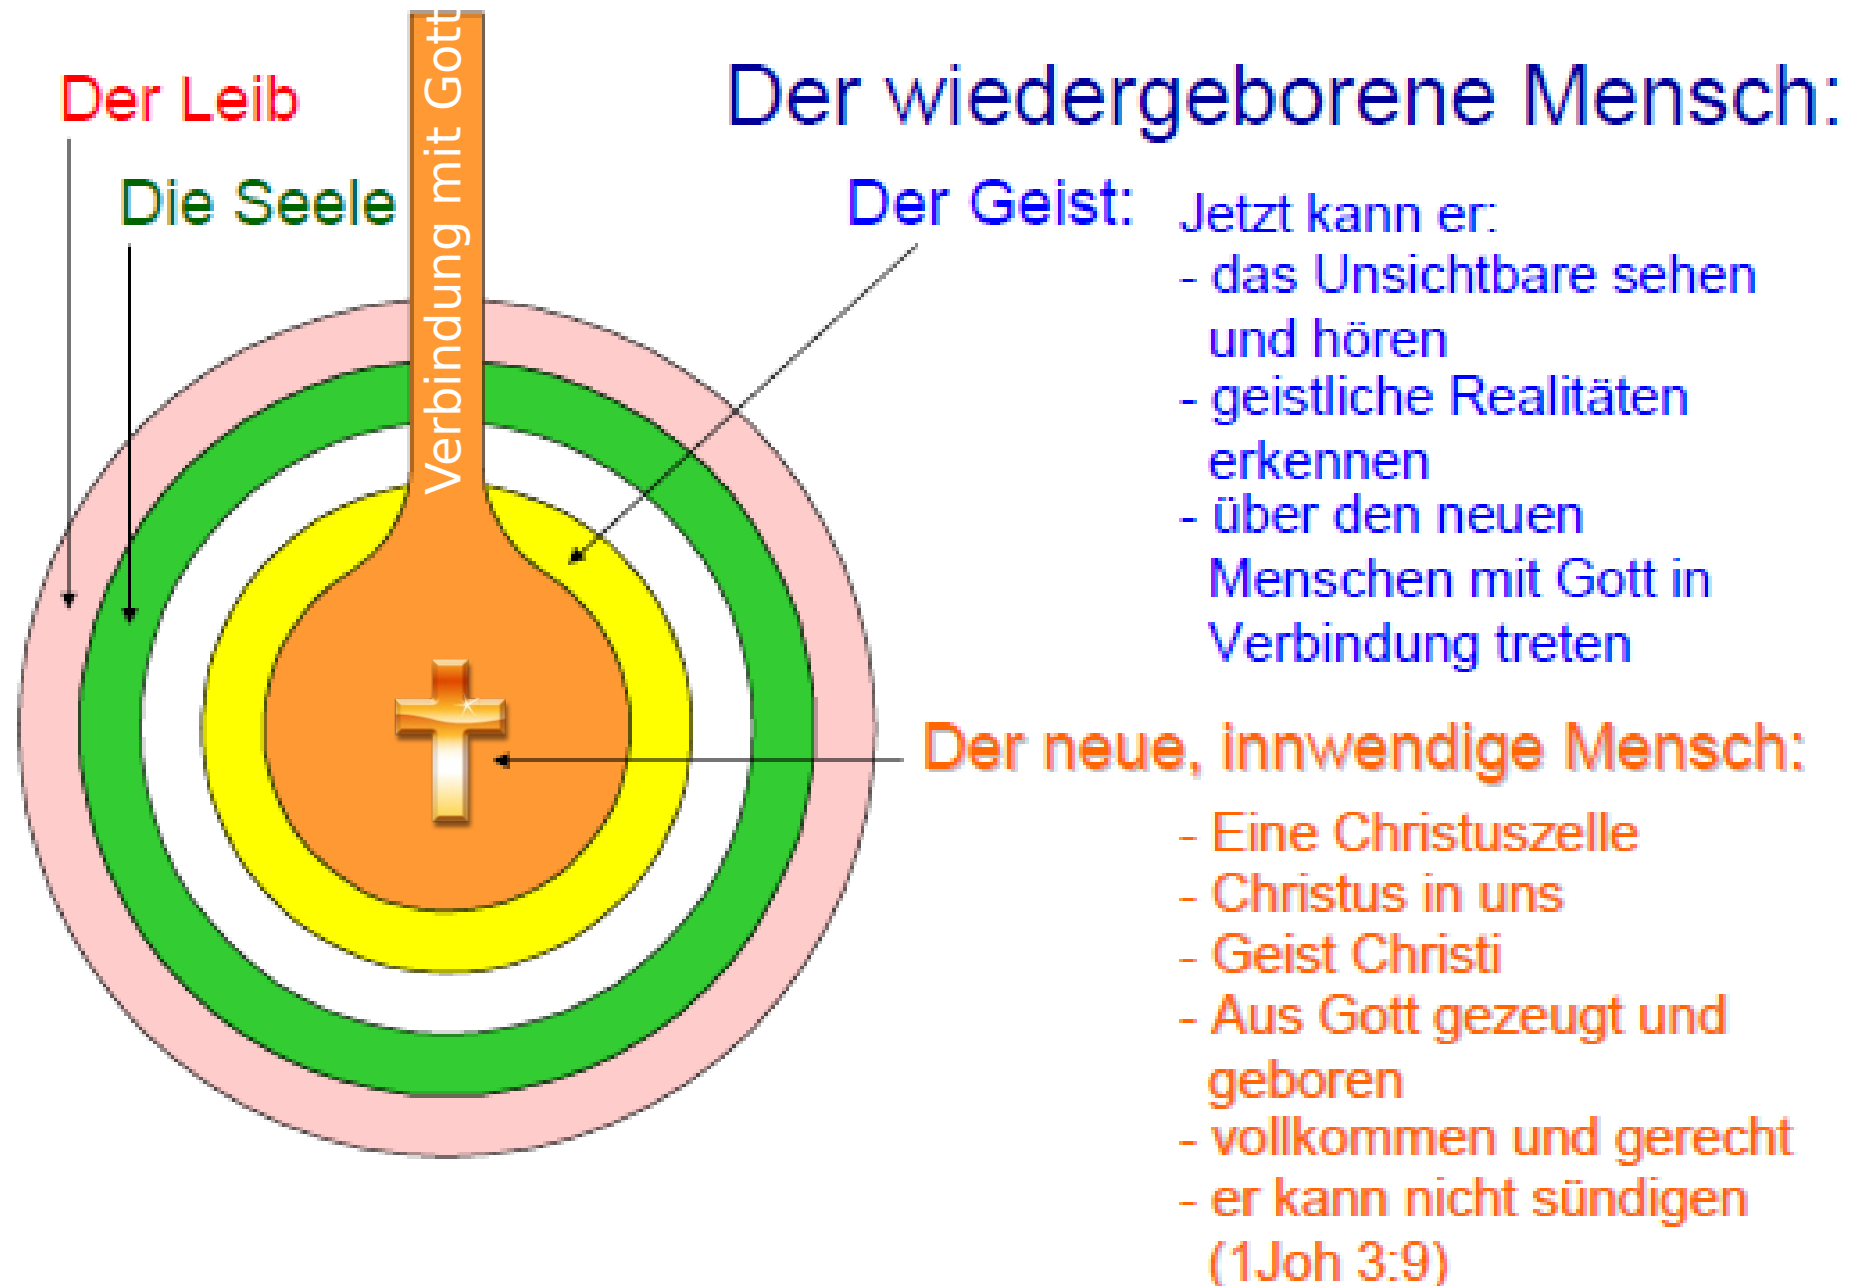 Der wiedergeborene Mensch:
Der Leib
Die Seele
Verbindung mit Gott
Der Geist:
Jetzt kann er:
- das Unsichtbare sehen
und hören
- geistliche Realitäten
erkennen
- über den neuen
Menschen mit Gott in
Verbindung treten
Der neue, innwendige Mensch:
- Eine Christuszelle
- Christus in uns
- Geist Christi
- Aus Gott gezeugt und
geboren
- vollkommen und gerecht
- er kann nicht sündigen
(1Joh 3:9)